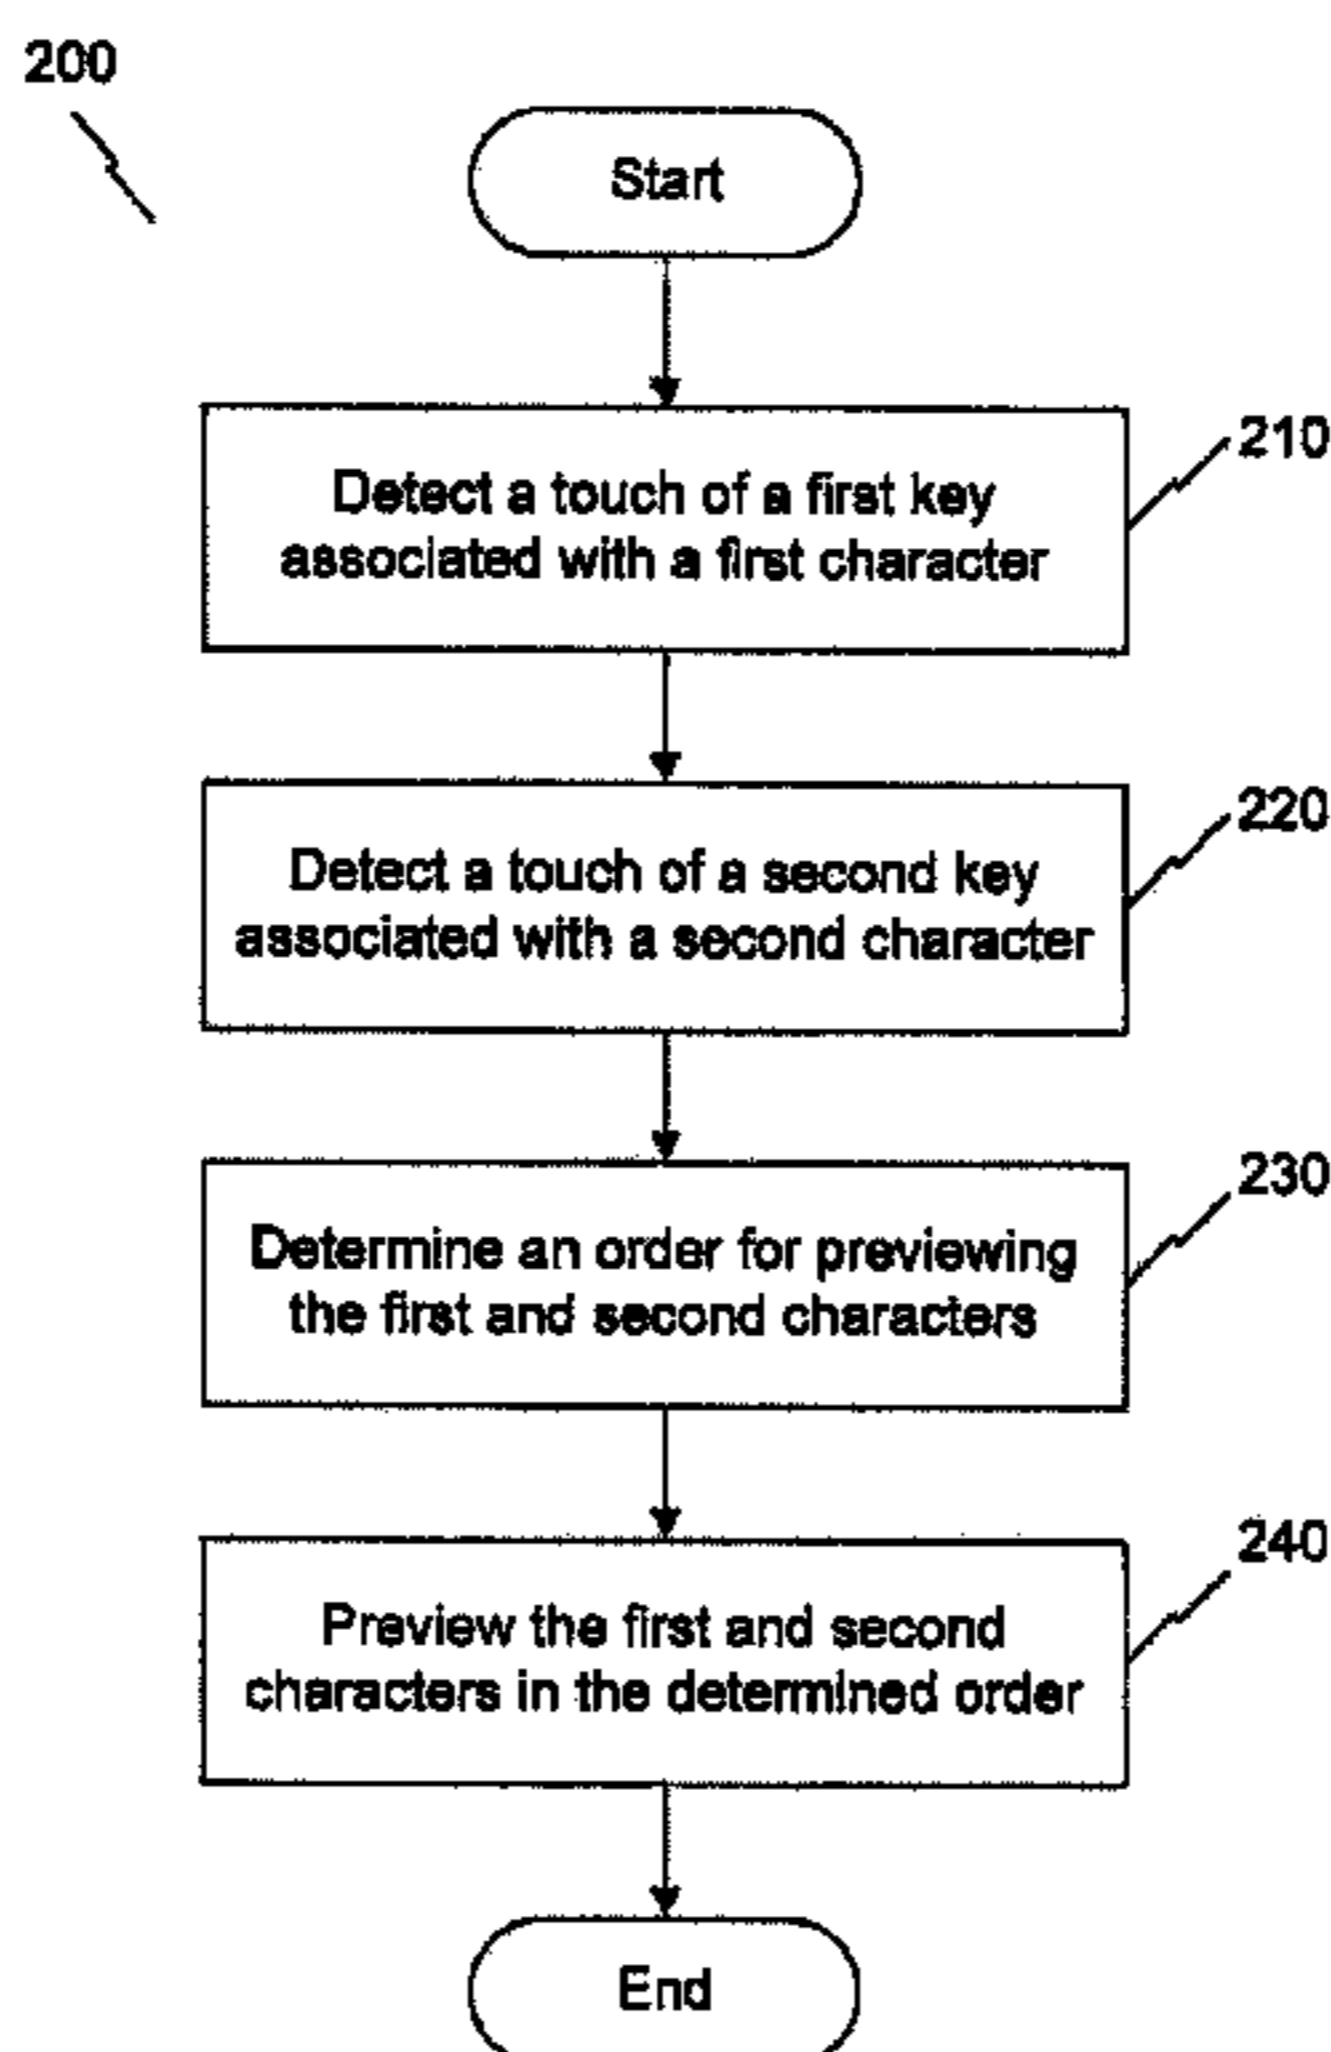 200
Start
210
Detect a touch of a first key
associated with a first character
220
Detect a touch of a second key
associated with a second character
230
Determine an order for previewing
the first and second characters
240
Preview the first and second
characters in the determined order
End